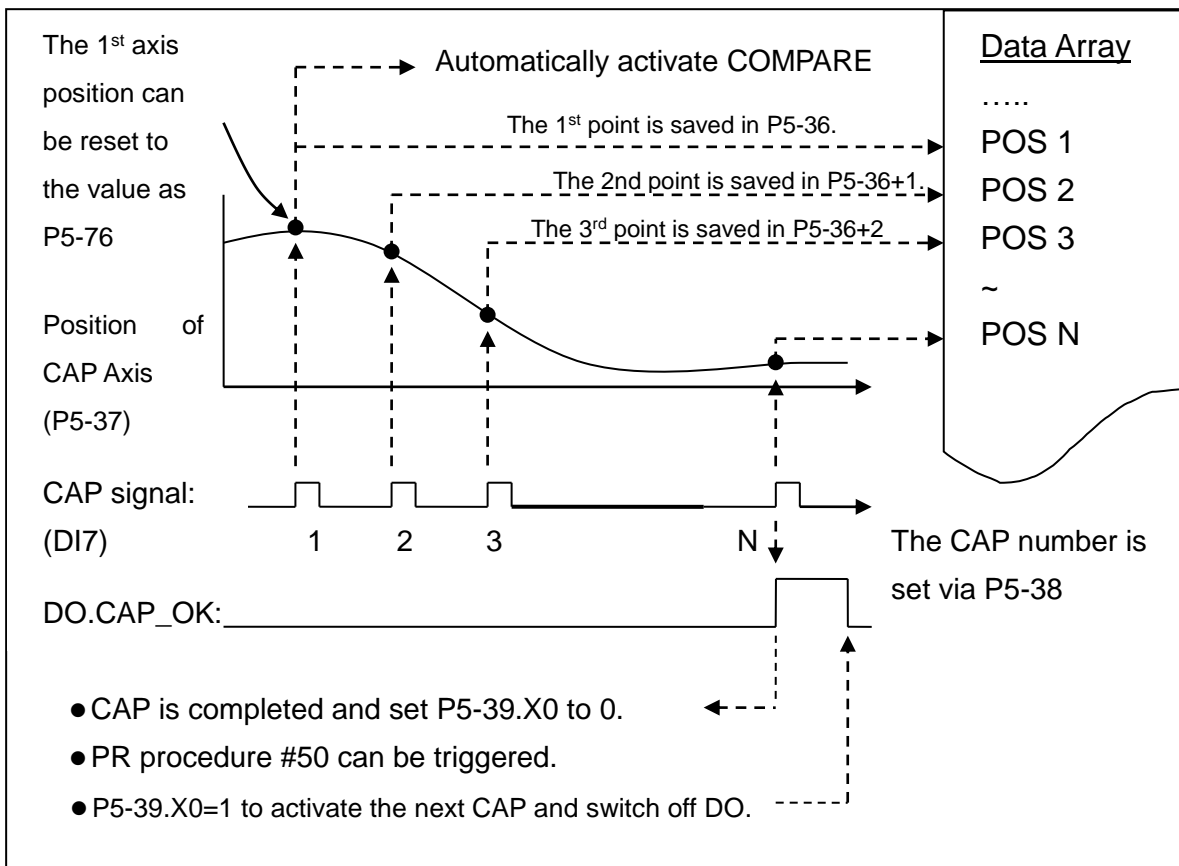 The 1st axis
position can
be reset to
the value as
P5-76
Automatically activate COMPARE
The 1st point is saved in P5-36.
The 2nd point is saved in P5-36+1.
The 3rd point is saved in P5-36+2
Data Array
…..
POS 1
POS 2
POS 3
~
POS N
Position of
CAP Axis
(P5-37)
CAP signal:
(DI7)
1 2 3 N
The CAP number is
set via P5-38
DO.CAP_OK:
● CAP is completed and set P5-39.X0 to 0.
● PR procedure #50 can be triggered.
● P5-39.X0=1 to activate the next CAP and switch off DO.